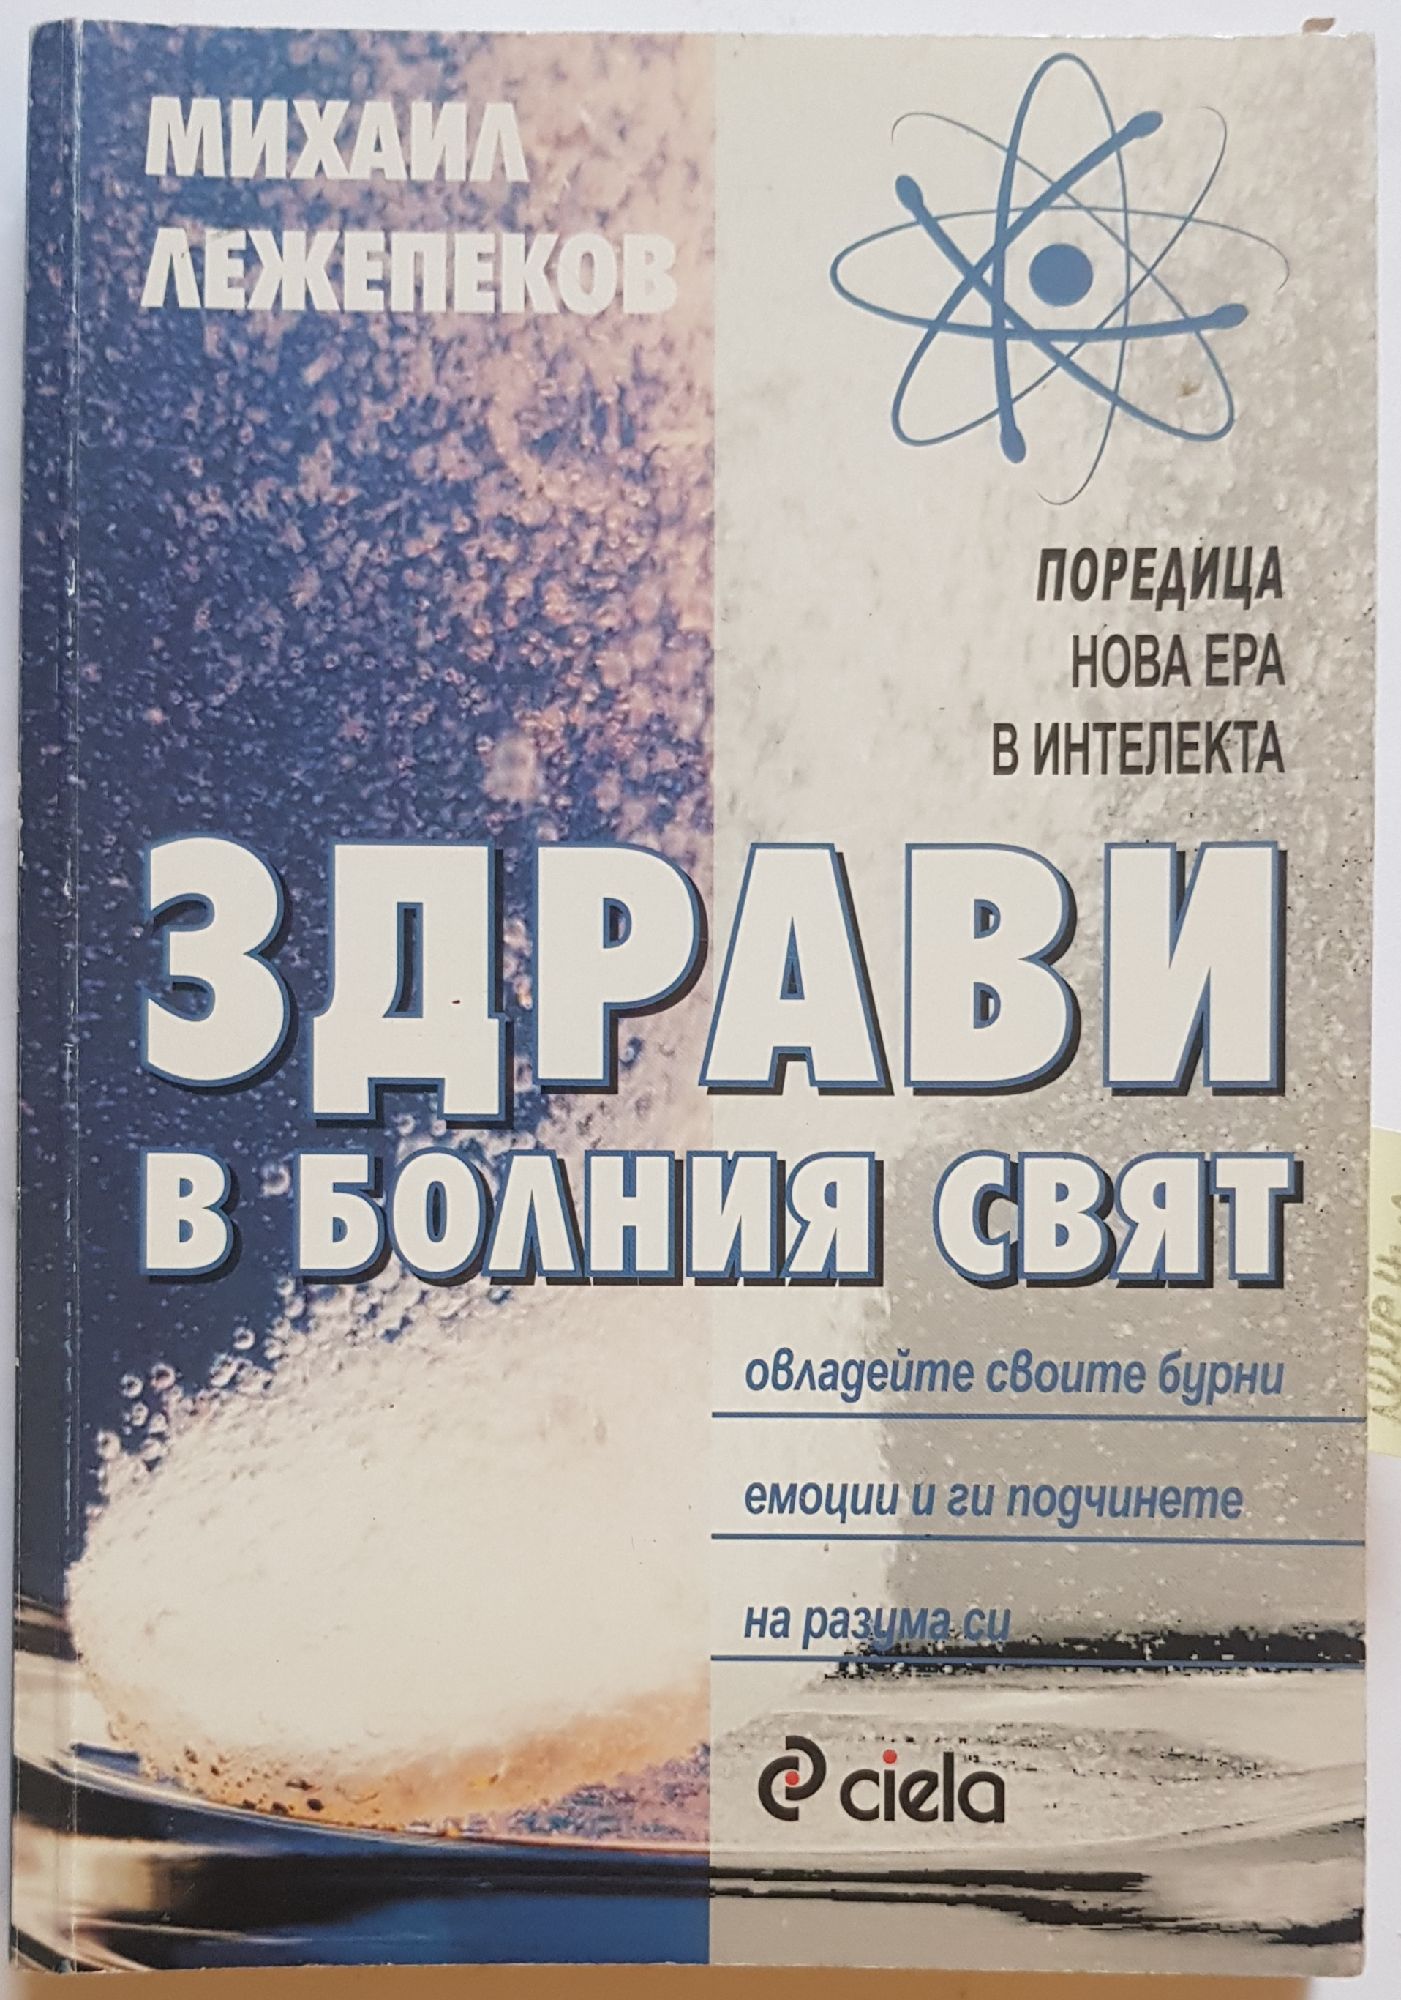 МИХАИЛ
ЛЕЖЕПЕКОВ
ПОРЕДИЦА
НОВА ЕРА
В ИНТЕЛЕКТА
ЗДРАВИ
В БОЛНИЯ СВЯТ
овладейте своите бурни
емоции и ги подчинете
на разума си
ciela